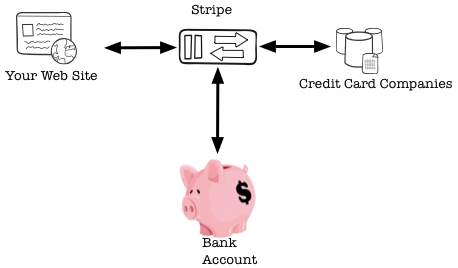 Stripe
Your Web Site
Credit Card Companies
$
Bank
Account